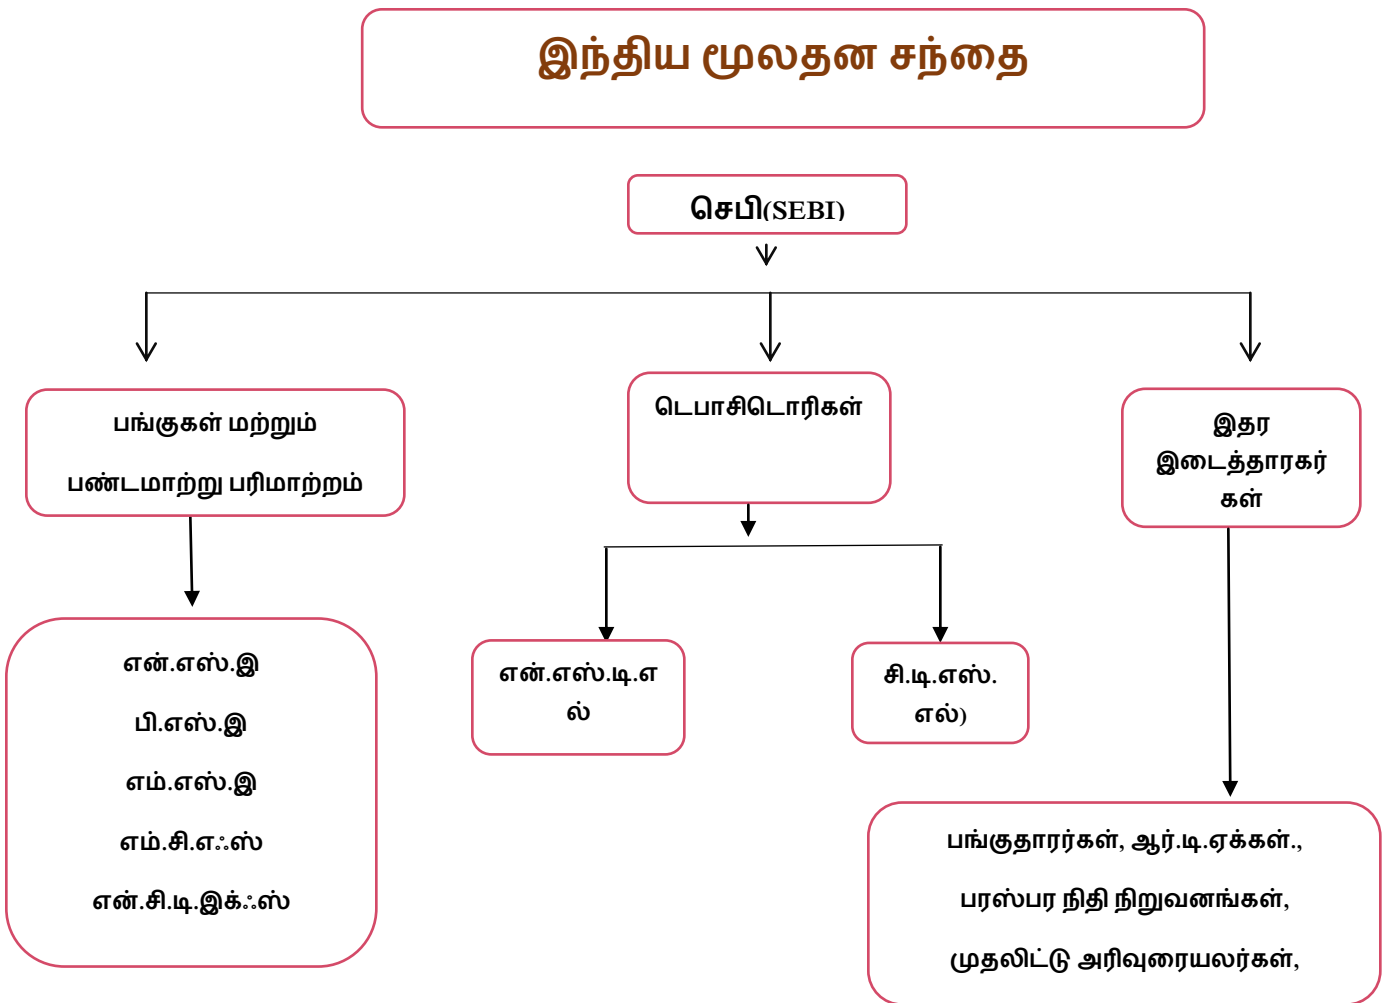 இந்திய மூலதன சந்தை
செபி(SEBI)
பங்குகள் மற்றும்
பண்டமாற்று பரிமாற்றம்
டெபாசிடொரிகள்
இதர
இடைத்தாரகர்
கள்
என்.எஸ்.இ
பி.எஸ்.இ
எம்.எஸ்.இ
எம்.சி.எஃஸ்
என்.சி.டி.இக்ஃஸ்
என்.எஸ்.டி.எ
ல்
சி.டி.எஸ்.
எல்)
பங்குதாரர்கள், ஆர்.டி.ஏக்கள்.,
பரஸ்பர நிதி நிறுவனங்கள்,
முதலிட்டு அரிவுரையலர்கள்,